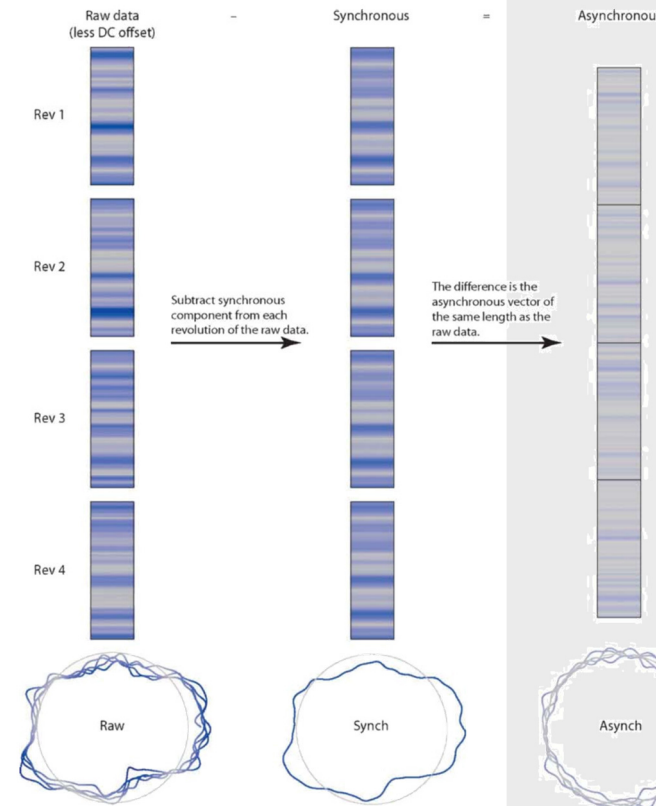 Raw data
(less DC offset)
–
Synchronous
=
Asynchronou
Rev 1
Rev 2
Subtract synchronous
component from each
revolution of the raw data.
The difference is the
asynchronous vector of
the same length as the
raw data.
Rev 3
Rev 4
Raw
Synch
Asynch